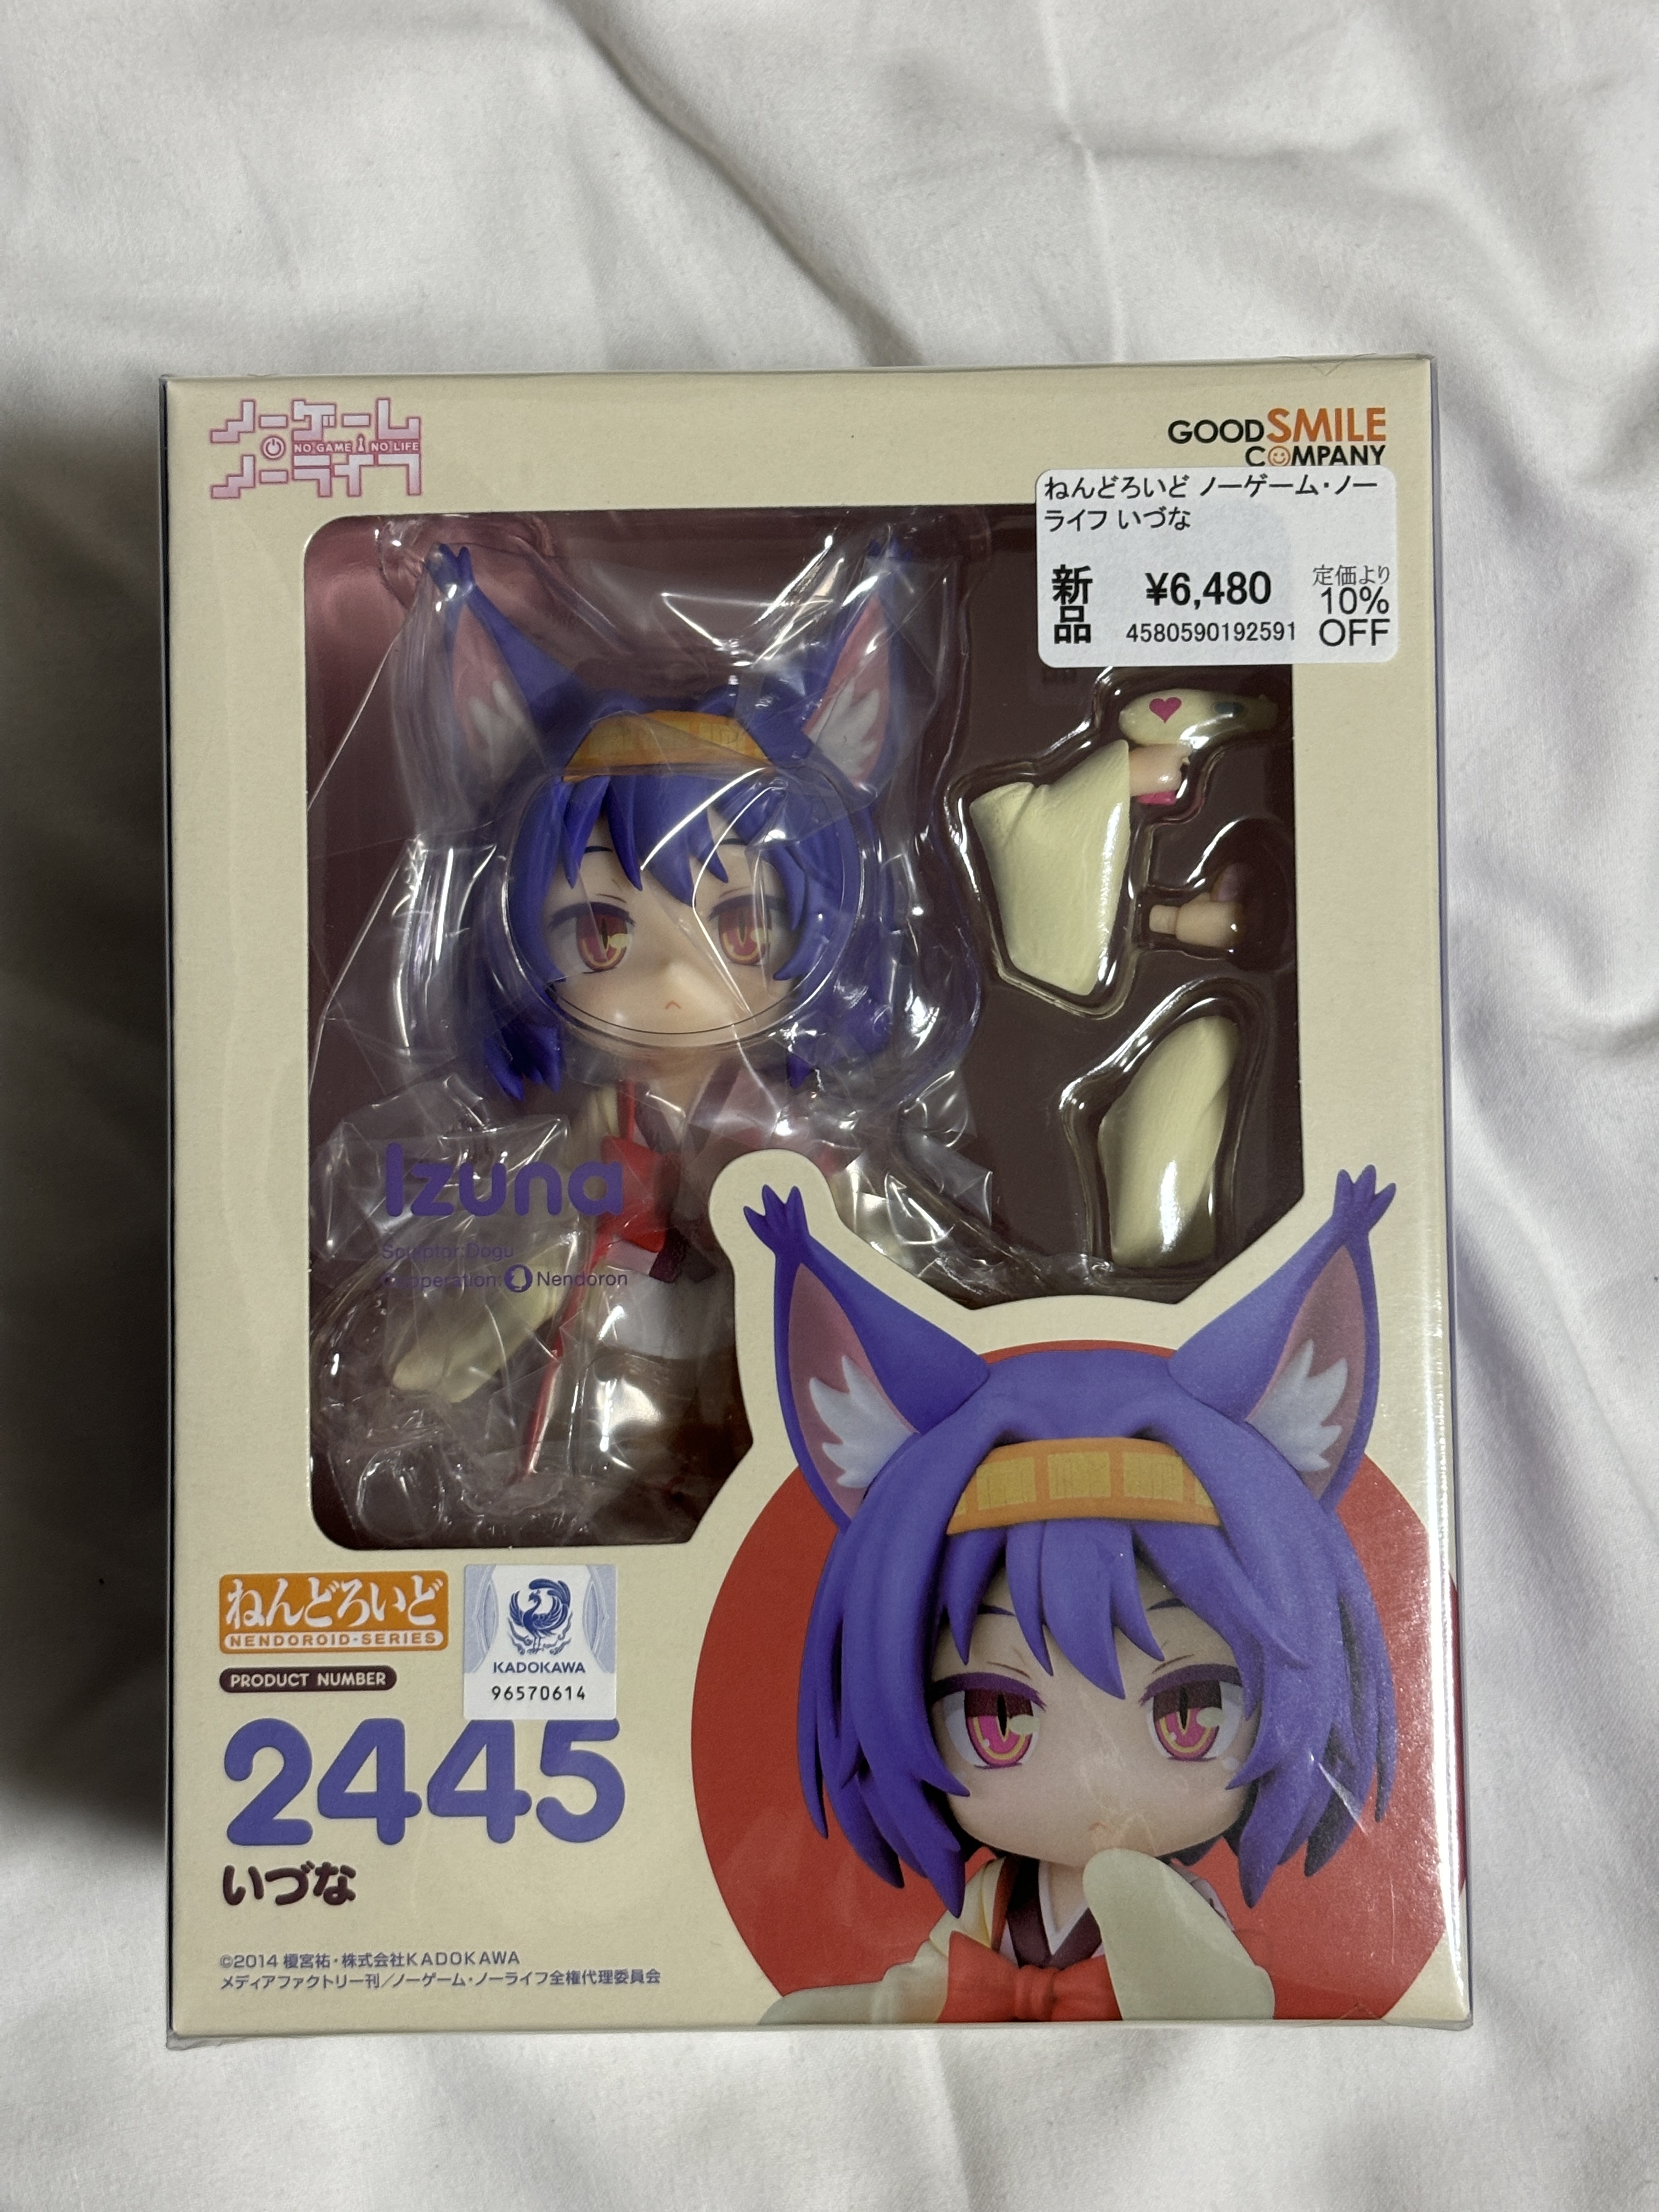 ノーゲーム
NO GAME NO LIFE
ノーライフ
GOOD SMILE
COMPANY
ねんどろいど ノーゲーム・ノー
ライフ いづな
新品
¥6,480
4580590192591
定価より
10%
OFF
Izuna
Sculptor:Dogu
Cooperation: Nendoron
ねんどろいど
NENDOROID-SERIES
KADOKAWA
96570614
PRODUCT NUMBER
2445
いづな
©2014 榎宮祐・株式会社KADOKAWA
メディアファクトリー刊/ノーゲーム・ノーライフ全権代理委員会